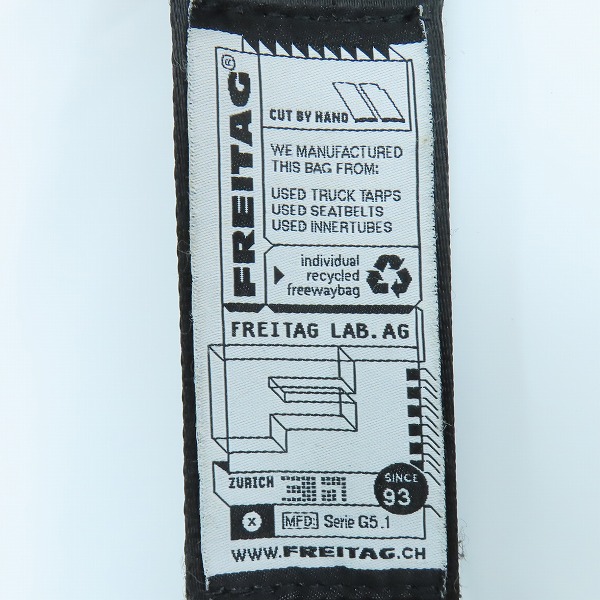 FREITAG®
CUT BY HAND
WE MANUFACTURED
THIS BAG FROM:
USED TRUCK TARPS
USED SEATBELTS
USED INNERTUBES
individual
recycled
freewaybag
FREITAG LAB.AG
F
ZURICH
SINCE
93
X
MFD: Serie G5.1
WWW.FREITAG.CH